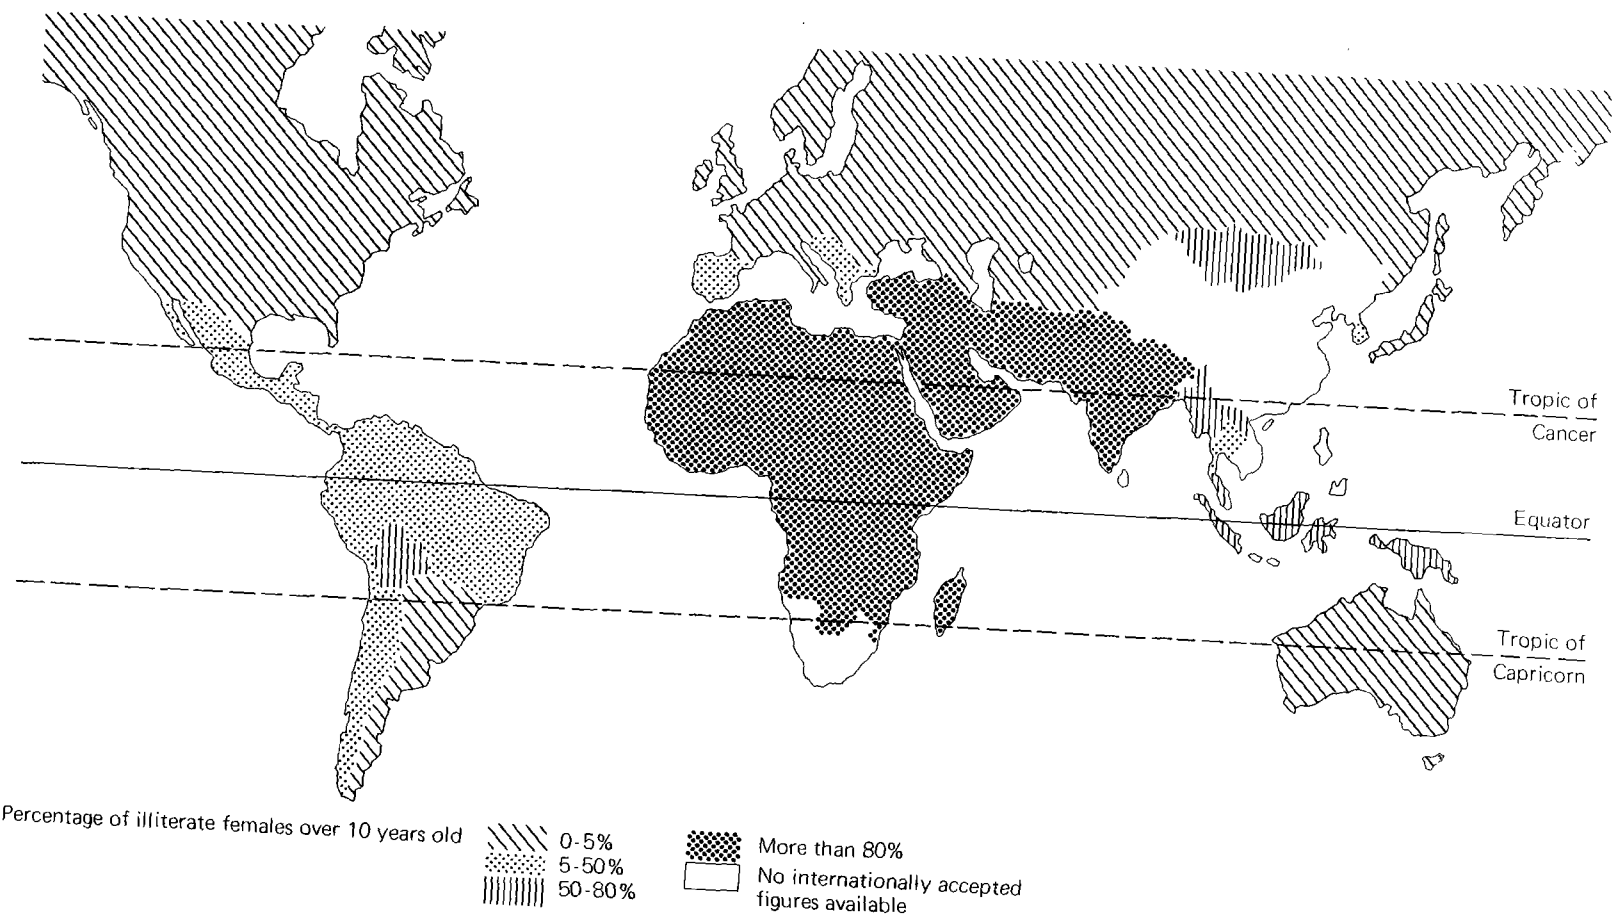 Tropic of
Cancer
Equator
Tropic of
Capricorn
Percentage of illiterate females over 10 years old
0-5%
5-50%
50-80%
More than 80%
No internationally accepted
figures available